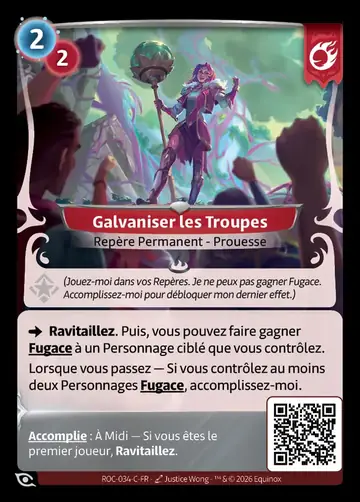 2
2
Galvaniser les Troupes
Repère Permanent - Prouesse
(Jouez-moi dans vos Repères. Je ne peux pas gagner Fugace.
Accomplissez-moi pour débloquer mon dernier effet.)
➔ Ravitaillez. Puis, vous pouvez faire gagner
Fugace à un Personnage ciblé que vous contrôlez.
Lorsque vous passez — Si vous contrôlez au moins
deux Personnages Fugace, accomplissez-moi.
Accomplie : À Midi — Si vous êtes le
premier joueur, Ravitaillez.
ROC-034-C-FR - Justice Wong - ™ & © 2026 Equinox